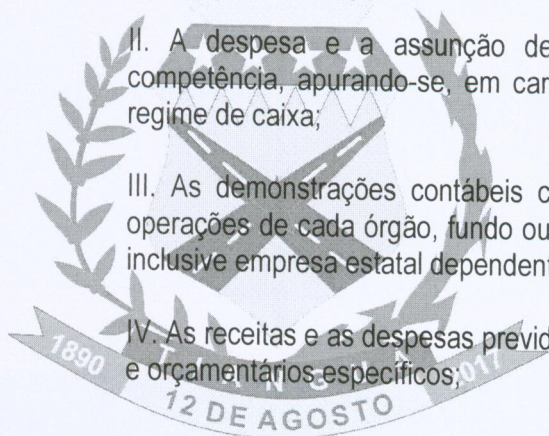 II. A despesa e a assunção de
competência, apurando-se, em car
regime de caixa;
III. As demonstrações contábeis c
operações de cada órgão, fundo ou
inclusive empresa estatal dependent
IV. As receitas e as despesas previd
e orçamentários específicos;
1890 TIANGUÁ 2017
12 DE AGOSTO